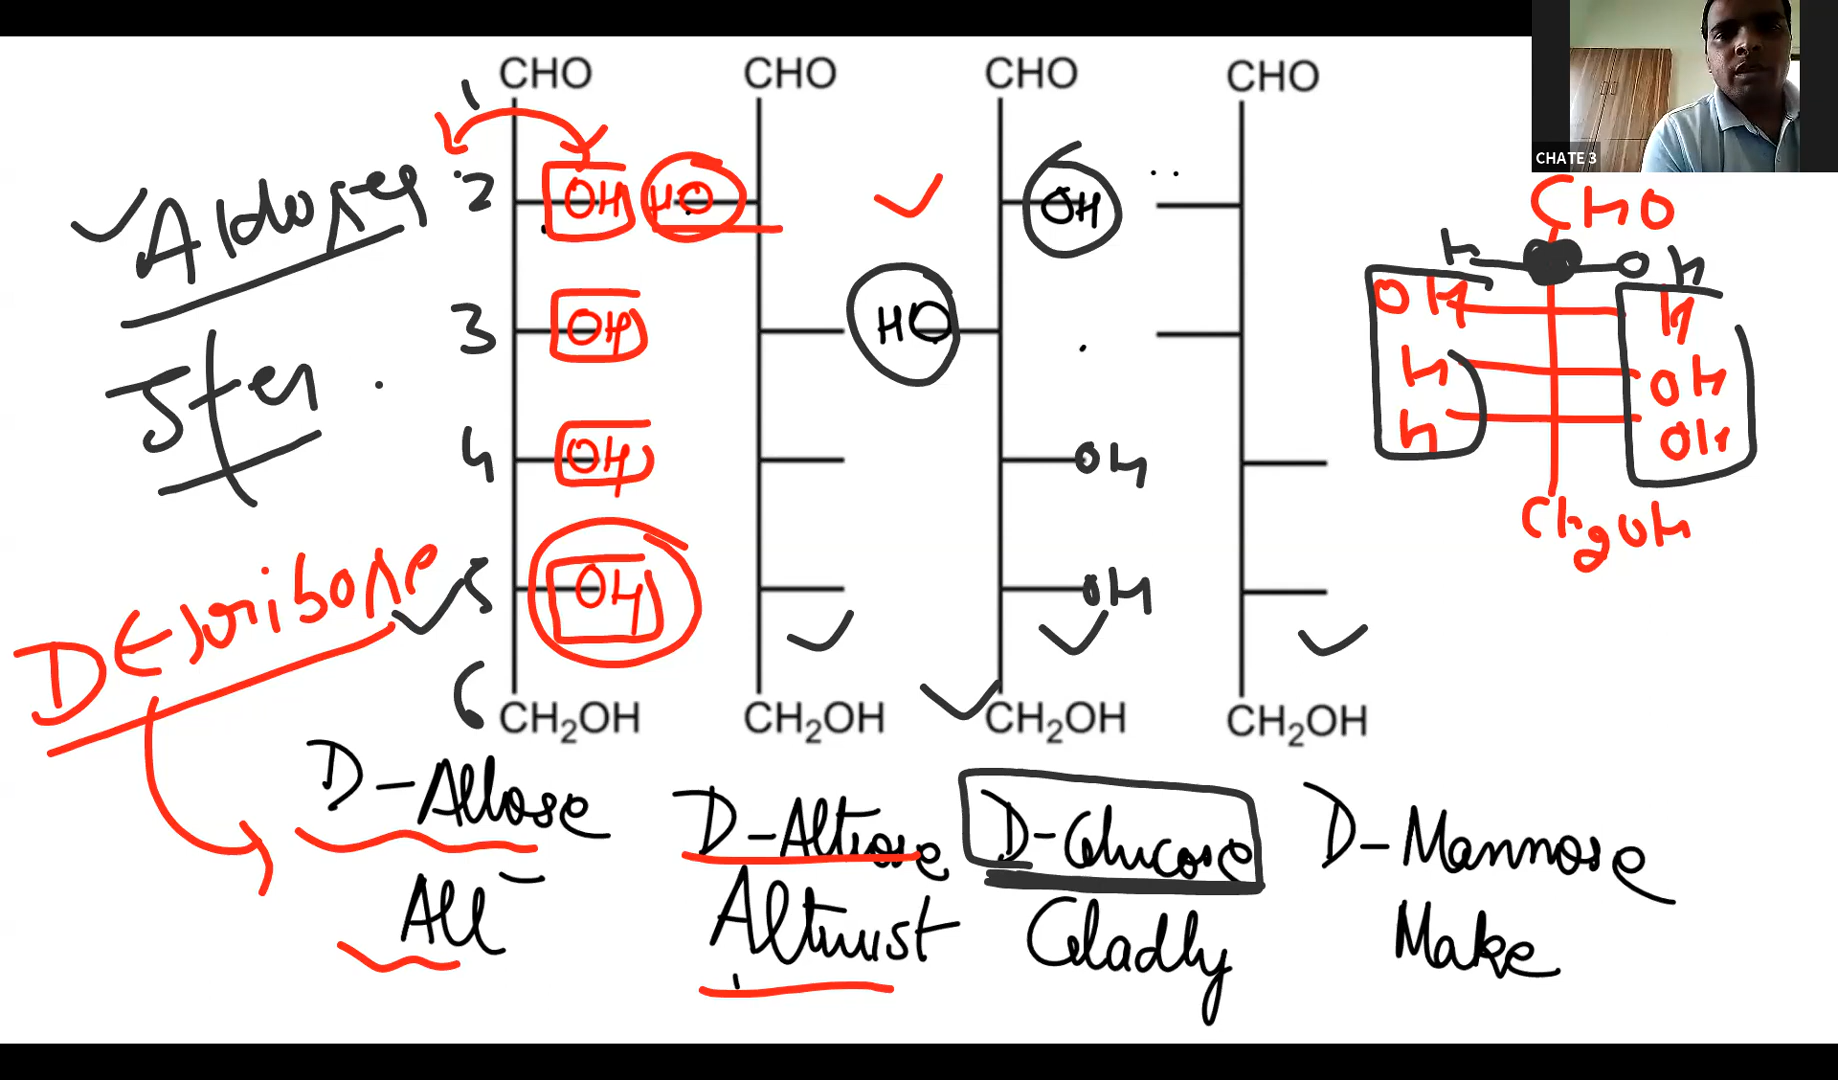 CHO CHO CHO CHO
CHATE 3
1
Aldoses
2 OH HO OH
3 OH HO
Isten
4 OH OH
5 OH OH
6
CH₂OH CH₂OH CH₂OH CH₂OH
CHO
H OH
OH H
H OH
H OH
CH₂OH
D-Allose D-Altrose D-Glucose D-Mannose
All Altruist Gladly Make